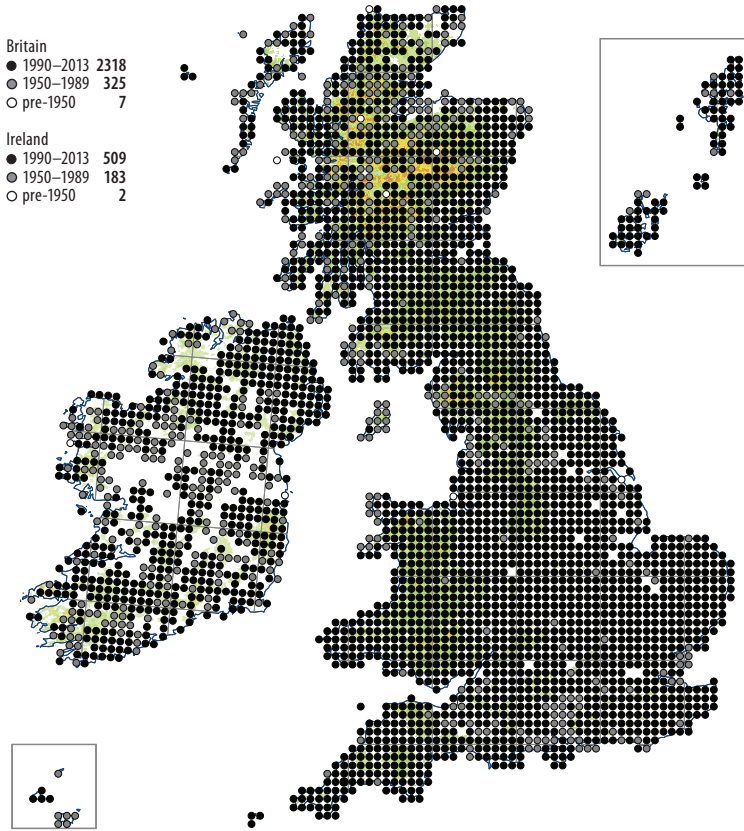 Britain
1990–2013 2318
1950–1989 325
pre-1950 7
Ireland
1990–2013 509
1950–1989 183
pre-1950 2